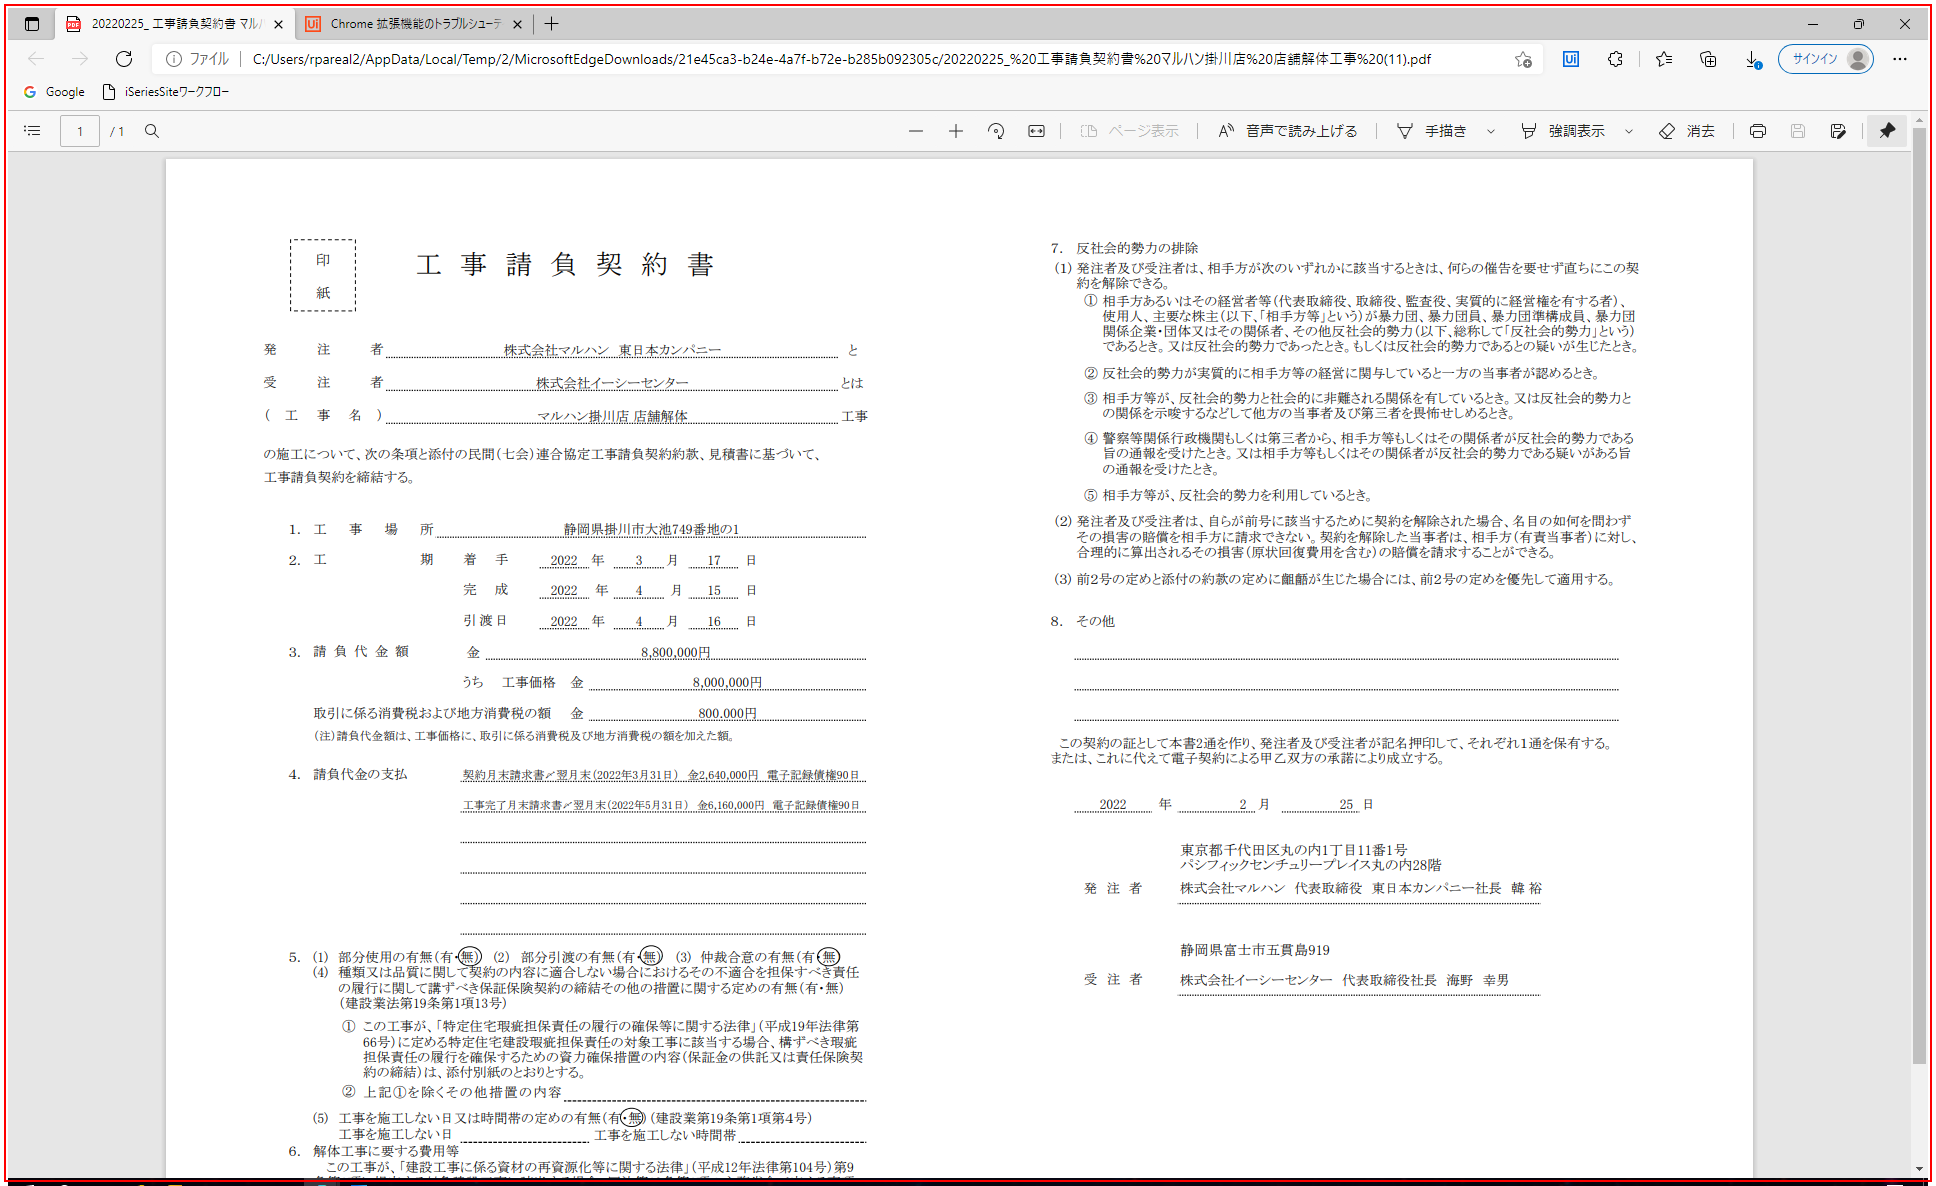 20220225_ 工事請負契約書 マルハ
Chrome 拡張機能のトラブルシューテ
ファイル
C:/Users/rpareal2/AppData/Local/Temp/2/MicrosoftEdgeDownloads/21e45ca3-b24e-4a7f-b72e-b285b092305c/20220225_%20工事請負契約書%20マルハン掛川店%20店舗解体工事%20(11).pdf
サインイン
Google
iSeriesSiteワークフロー
1 / 1
ページ表示
音声で読み上げる
手描き
強調表示
消去
印
紙
工事請負契約書
発注者 株式会社マルハン 東日本カンパニー と
受注者 株式会社イーシーセンター とは
(工事名) マルハン掛川店 店舗解体 工事
の施工について、次の条項と添付の民間(七会)連合協定工事請負契約約款、見積書に基づいて、
工事請負契約を締結する。
1. 工事場所 静岡県掛川市大池749番地の1
2. 工期 着手 2022 年 3 月 17 日
完成 2022 年 4 月 15 日
引渡日 2022 年 4 月 16 日
3. 請負代金額 金 8,800,000円
うち 工事価格 金 8,000,000円
取引に係る消費税および地方消費税の額 金 800.000円
(注)請負代金額は、工事価格に、取引に係る消費税及び地方消費税の額を加えた額。
4. 請負代金の支払 契約月末請求書〆翌月末(2022年3月31日) 金2,640,000円 電子記録債権90日
工事完了月末請求書〆翌月末(2022年5月31日) 金6,160,000円 電子記録債権90日
5. (1) 部分使用の有無(有・無) (2) 部分引渡の有無(有・無) (3) 仲裁合意の有無(有・無)
(4) 種類又は品質に関して契約の内容に適合しない場合におけるその不適合を担保すべき責任
の履行に関して講ずべき保証保険契約の締結その他の措置に関する定めの有無(有・無)
(建設業法第19条第1項13号)
① この工事が、「特定住宅瑕疵担保責任の履行の確保等に関する法律」(平成19年法律第
66号)に定める特定住宅建設瑕疵担保責任の対象工事に該当する場合、構ずべき瑕疵
担保責任の履行を確保するための資力確保措置の内容(保証金の供託又は責任保険契
約の締結)は、添付別紙のとおりとする。
② 上記①を除くその他措置の内容
(5) 工事を施工しない日又は時間帯の定めの有無(有・無)(建設業第19条第1項第4号)
工事を施工しない日 工事を施工しない時間帯
6. 解体工事に要する費用等
この工事が、「建設工事に係る資材の再資源化等に関する法律」(平成12年法律第104号)第9
7. 反社会的勢力の排除
(1) 発注者及び受注者は、相手方が次のいずれかに該当するときは、何らの催告を要せず直ちにこの契
約を解除できる。
① 相手方あるいはその経営者等(代表取締役、取締役、監査役、実質的に経営権を有する者)、
使用人、主要な株主(以下、「相手方等」という)が暴力団、暴力団員、暴力団準構成員、暴力団
関係企業・団体又はその関係者、その他反社会的勢力(以下、総称して「反社会的勢力」という)
であるとき。又は反社会的勢力であったとき。もしくは反社会的勢力であるとの疑いが生じたとき。
② 反社会的勢力が実質的に相手方等の経営に関与していると一方の当事者が認めるとき。
③ 相手方等が、反社会的勢力と社会的に非難される関係を有しているとき。又は反社会的勢力と
の関係を示唆するなどして他方の当事者及び第三者を畏怖せしめるとき。
④ 警察等関係行政機関もしくは第三者から、相手方等もしくはその関係者が反社会的勢力である
旨の通報を受けたとき。又は相手方等もしくはその関係者が反社会的勢力である疑いがある旨
の通報を受けたとき。
⑤ 相手方等が、反社会的勢力を利用しているとき。
(2) 発注者及び受注者は、自らが前号に該当するために契約を解除された場合、名目の如何を問わず
その損害の賠償を相手方に請求できない。契約を解除した当事者は、相手方(有責当事者)に対し、
合理的に算出されるその損害(原状回復費用を含む)の賠償を請求することができる。
(3) 前2号の定めと添付の約款の定めに齟齬が生じた場合には、前2号の定めを優先して適用する。
8. その他
この契約の証として本書2通を作り、発注者及び受注者が記名押印して、それぞれ1通を保有する。
または、これに代えて電子契約による甲乙双方の承諾により成立する。
2022 年 2 月 25 日
東京都千代田区丸の内1丁目11番1号
パシフィックセンチュリープレイス丸の内28階
発注者 株式会社マルハン 代表取締役 東日本カンパニー社長 韓 裕
静岡県富士市五貫島919
受注者 株式会社イーシーセンター 代表取締役社長 海野 幸男